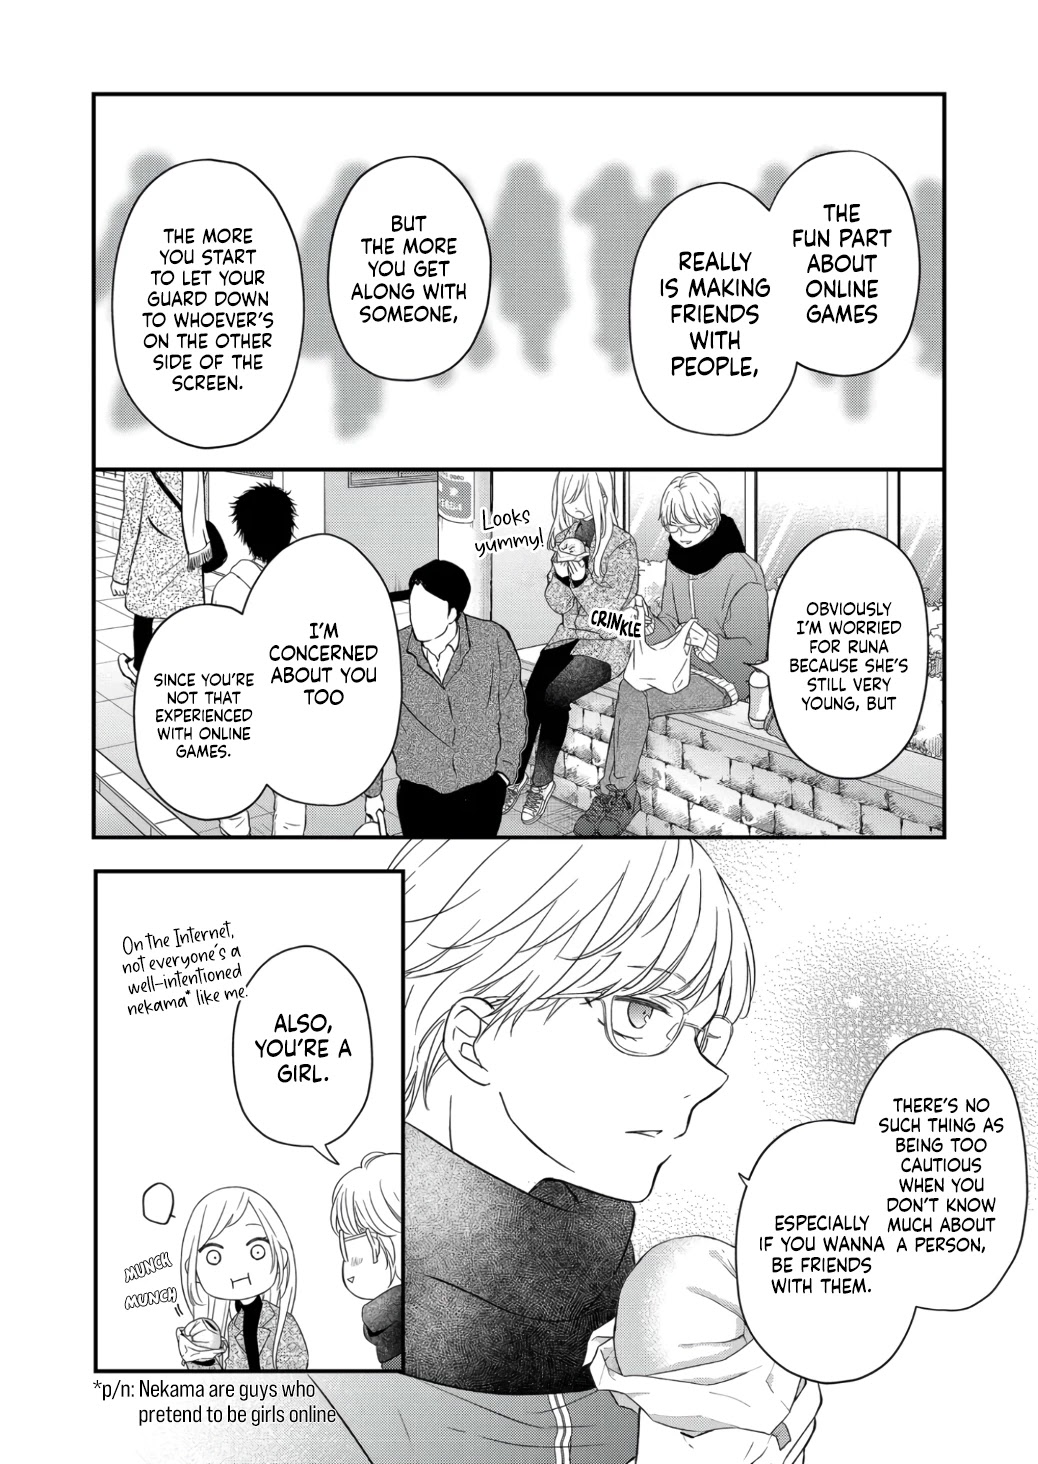 THE
FUN PART
ABOUT
ONLINE
GAMES
REALLY
IS MAKING
FRIENDS
WITH
PEOPLE,
BUT
THE MORE
YOU GET
ALONG WITH
SOMEONE,
THE MORE
YOU START
TO LET YOUR
GUARD DOWN
TO WHOEVER'S
ON THE OTHER
SIDE OF THE
SCREEN.
OBVIOUSLY
I'M WORRIED
FOR RUNA
BECAUSE SHE'S
STILL VERY
YOUNG, BUT
CRINKLE
Looks
yummy!
I'M
CONCERNED
ABOUT YOU
TOO
SINCE YOU'RE
NOT THAT
EXPERIENCED
WITH ONLINE
GAMES.
THERE'S NO
SUCH THING AS
BEING TOO
CAUTIOUS
WHEN YOU
DON'T KNOW
MUCH ABOUT
A PERSON,
ESPECIALLY
IF YOU WANNA
BE FRIENDS
WITH THEM.
ALSO,
YOU'RE A
GIRL.
On the Internet,
not everyone's a
well-intentioned
nekama* like me.
MUNCH
MUNCH
*p/n: Nekama are guys who
pretend to be girls online